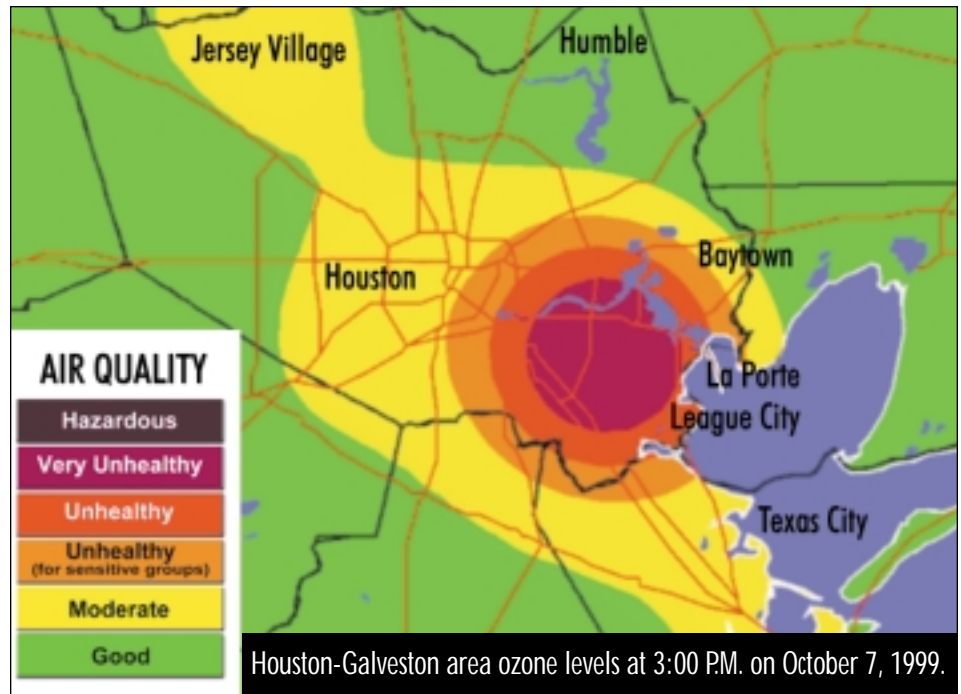 Jersey Village
Humble
Baytown
Houston
La Porte
League City
Texas City
AIR QUALITY
Hazardous
Very Unhealthy
Unhealthy
Unhealthy
(for sensitive groups)
Moderate
Good
Houston-Galveston area ozone levels at 3:00 P.M. on October 7, 1999.